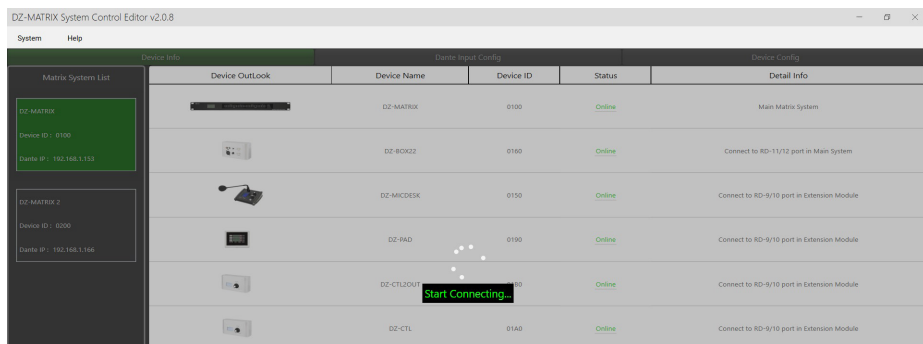 DZ-MATRIX System Control Editor v2.0.8
System Help
Device Info Dante Input Config Device Config
Matrix System List
DZ-MATRIX
Device ID : 0100
Dante IP : 192.168.1.153
DZ-MATRIX 2
Device ID : 0200
Dante IP : 192.168.1.166
Device OutLook Device Name Device ID Status Detail Info
DZ-MATRIX 0100 Online Main Matrix System
DZ-BOX22 0160 Online Connect to RD-11/12 port in Main System
DZ-MICDESK 0150 Online Connect to RD-9/10 port in Extension Module
DZ-PAD 0190 Online Connect to RD-9/10 port in Extension Module
DZ-CTL2OUT Online Connect to RD-9/10 port in Extension Module
Start Connecting...
DZ-CTL 01A0 Online Connect to RD-9/10 port in Extension Module